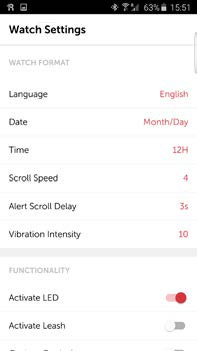 63% 15:51
Watch Settings
WATCH FORMAT
Language English
Date Month/Day
Time 12H
Scroll Speed 4
Alert Scroll Delay 3s
Vibration Intensity 10
FUNCTIONALITY
Activate LED
Activate Leash